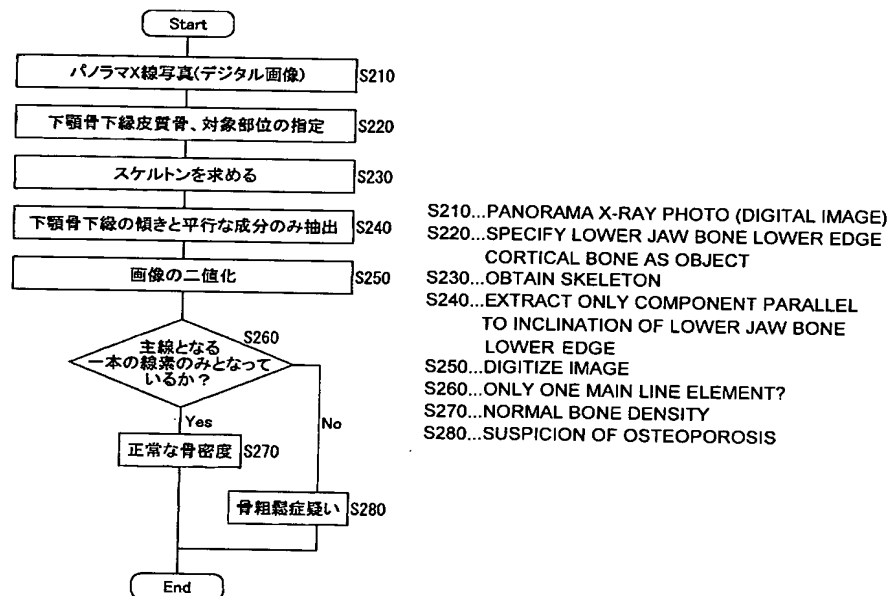 Start
パノラマX線写真(デジタル画像)
S210
下顎骨下縁皮質骨、対象部位の指定
S220
スケルトンを求める
S230
下顎骨下縁の傾きと平行な成分のみ抽出
S240
画像の二値化
S250
S260
主線となる
一本の線素のみとなって
いるか？
Yes
No
正常な骨密度
S270
骨粗鬆症疑い
S280
End
S210...PANORAMA X-RAY PHOTO (DIGITAL IMAGE)
S220...SPECIFY LOWER JAW BONE LOWER EDGE
CORTICAL BONE AS OBJECT
S230...OBTAIN SKELETON
S240...EXTRACT ONLY COMPONENT PARALLEL
TO INCLINATION OF LOWER JAW BONE
LOWER EDGE
S250...DIGITIZE IMAGE
S260...ONLY ONE MAIN LINE ELEMENT?
S270...NORMAL BONE DENSITY
S280...SUSPICION OF OSTEOPOROSIS